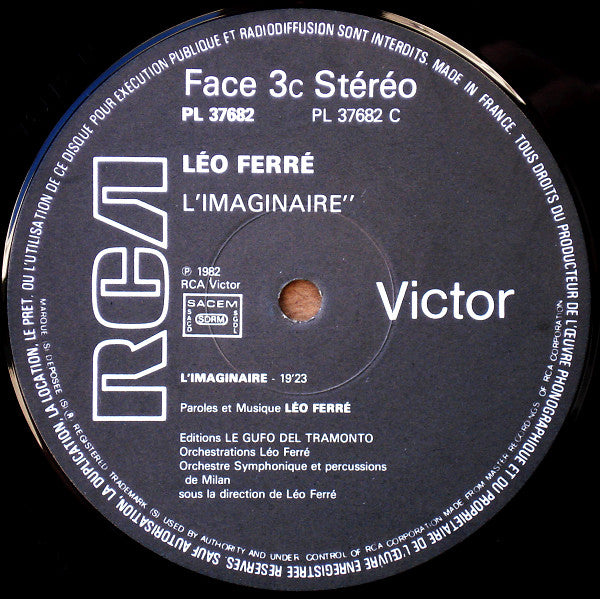 Face 3c Stéréo
PL 37682 PL 37682 C
LÉO FERRÉ
L'IMAGINAIRE''
RCA
Ⓟ 1982
RCA/Victor
SACEM
SACD SDRM SGDL
Victor
L'IMAGINAIRE - 19'23
Paroles et Musique LÉO FERRÉ
Editions LE GUFO DEL TRAMONTO
Orchestrations Léo Ferré
Orchestre Symphonique et percussions
de Milan
sous la direction de Léo Ferré
MADE IN FRANCE. TOUS DROITS DU PRODUCTEUR DE L'ŒUVRE PHONOGRAPHIQUE ET DU PROPRIETAIRE DE L'ŒUVRE ENREGISTREE RESERVES. SAUF AUTORISATION, LA DUPLICATION, LA LOCATION, LE PRET, OU L'UTILISATION DE CE DISQUE POUR EXÉCUTION PUBLIQUE ET RADIODIFFUSION SONT INTERDITS.
MARQUE (S) DEPOSEE (S) ® REGISTERED TRADEMARK (S) USED BY AUTHORITY AND UNDER CONTROL OF RCA CORPORATION MADE FROM MASTER RECORDINGS OF RCA CORPORATION